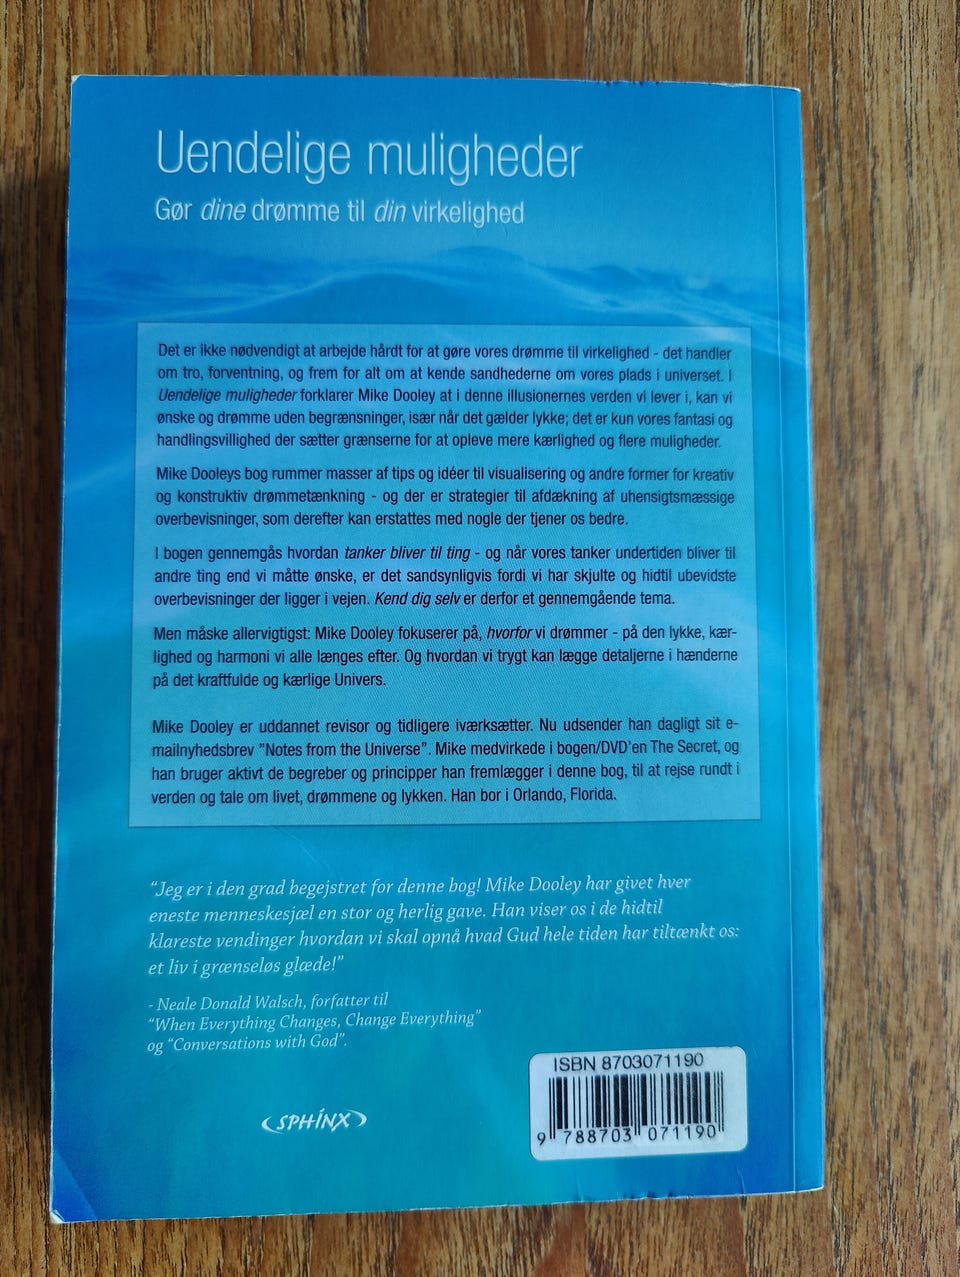 Uendelige muligheder
Gør dine drømme til din virkelighed
Det er ikke nødvendigt at arbejde hårdt for at gøre vores drømme til virkelighed - det handler
om tro, forventning, og frem for alt om at kende sandhederne om vores plads i universet. I
Uendelige muligheder forklarer Mike Dooley at i denne illusionernes verden vi lever i, kan vi
ønske og drømme uden begrænsninger, især når det gælder lykke; det er kun vores fantasi og
handlingsvillighed der sætter grænserne for at opleve mere kærlighed og flere muligheder.
Mike Dooleys bog rummer masser af tips og idéer til visualisering og andre former for kreativ
og konstruktiv drømmetænkning - og der er strategier til afdækning af uhensigtsmæssige
overbevisninger, som derefter kan erstattes med nogle der tjener os bedre.
I bogen gennemgås hvordan tanker bliver til ting - og når vores tanker undertiden bliver til
andre ting end vi måtte ønske, er det sandsynligvis fordi vi har skjulte og hidtil ubevidste
overbevisninger der ligger i vejen. Kend dig selv er derfor et gennemgående tema.
Men måske allervigtigst: Mike Dooley fokuserer på, hvorfor vi drømmer - på den lykke, kær-
lighed og harmoni vi alle længes efter. Og hvordan vi trygt kan lægge detaljerne i hænderne
på det kraftfulde og kærlige Univers.
Mike Dooley er uddannet revisor og tidligere iværksætter. Nu udsender han dagligt sit e-
mailnyhedsbrev "Notes from the Universe". Mike medvirkede i bogen/DVD'en The Secret, og
han bruger aktivt de begreber og principper han fremlægger i denne bog, til at rejse rundt i
verden og tale om livet, drømmene og lykken. Han bor i Orlando, Florida.
"Jeg er i den grad begejstret for denne bog! Mike Dooley har givet hver
eneste menneskesjæl en stor og herlig gave. Han viser os i de hidtil
klareste vendinger hvordan vi skal opnå hvad Gud hele tiden har tiltænkt os:
et liv i grænseløs glæde!"
- Neale Donald Walsch, forfatter til
"When Everything Changes, Change Everything"
og "Conversations with God".
ISBN 8703071190
SPHINX
9 788703 071190